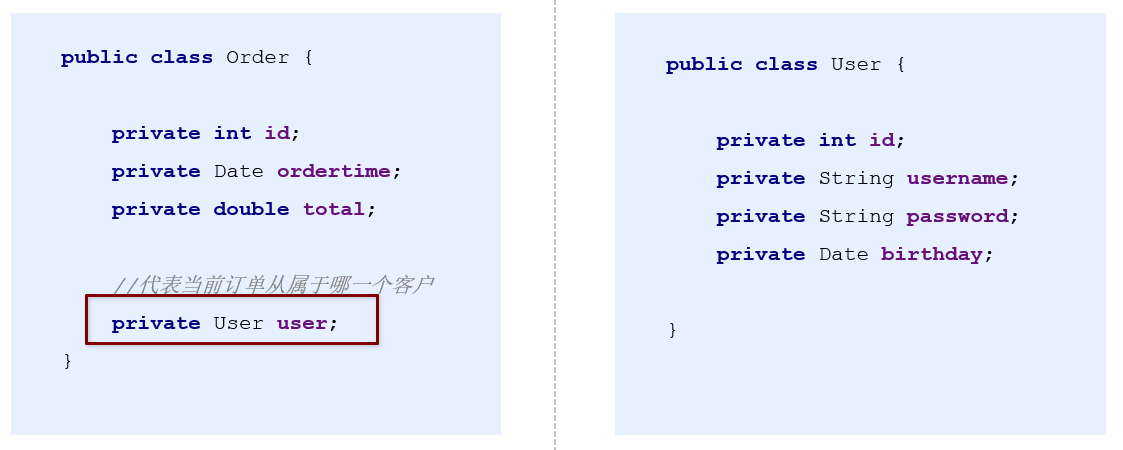 public class Order {
private int id;
private Date ordertime;
private double total;
//代表当前订单从属于哪一个客户
private User user;
}
public class User {
private int id;
private String username;
private String password;
private Date birthday;
}